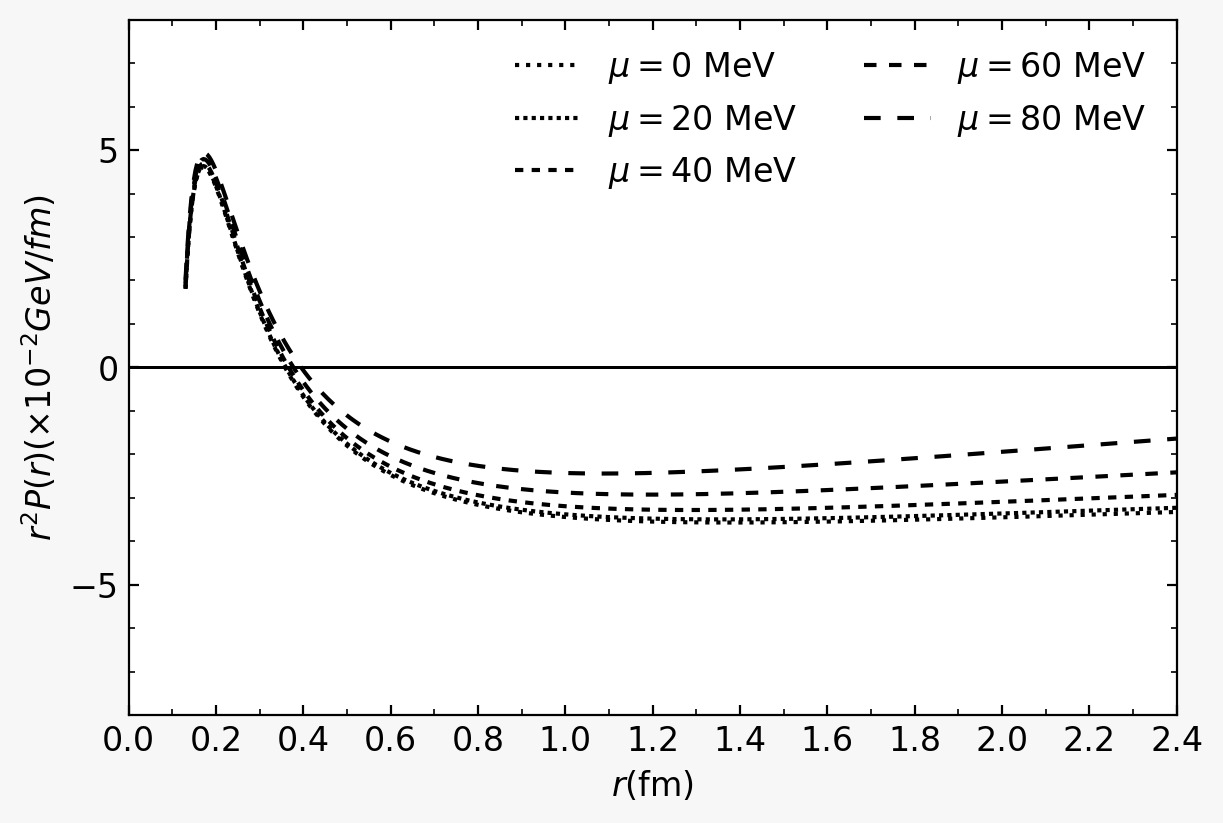 μ = 0 MeV
μ = 20 MeV
μ = 40 MeV
μ = 60 MeV
μ = 80 MeV
5
0
−5
r²P(r)(×10⁻²GeV/fm)
0.0 0.2 0.4 0.6 0.8 1.0 1.2 1.4 1.6 1.8 2.0 2.2 2.4
r(fm)